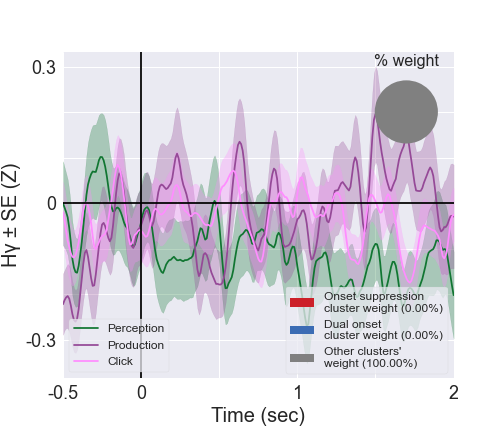 % weight
0.3
0
-0.3
Hγ ± SE (Z)
Perception
Production
Click
Onset suppression
cluster weight (0.00%)
Dual onset
cluster weight (0.00%)
Other clusters'
weight (100.00%)
-0.5
0
1
2
Time (sec)